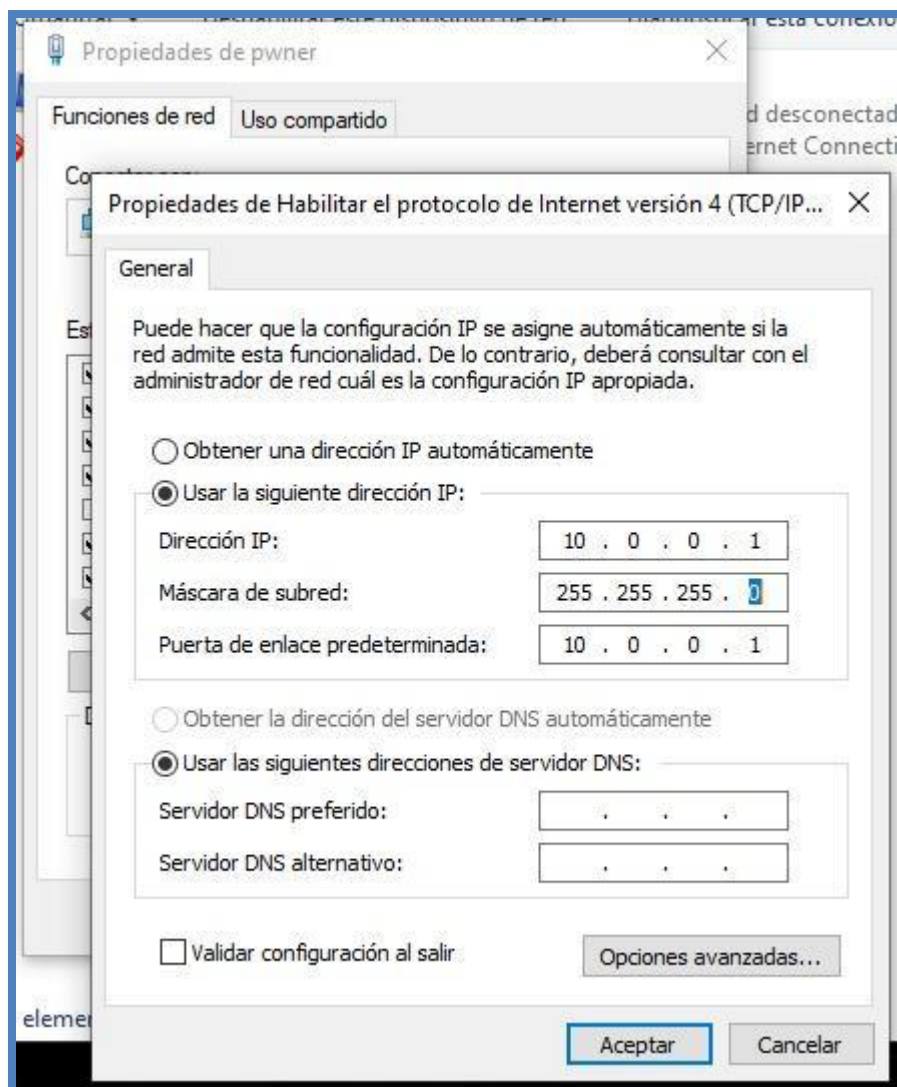 Propiedades de pwner
Funciones de red
Uso compartido
d desconectad
ernet Connecti
Propiedades de Habilitar el protocolo de Internet versión 4 (TCP/IP...
General
Puede hacer que la configuración IP se asigne automáticamente si la
red admite esta funcionalidad. De lo contrario, deberá consultar con el
administrador de red cuál es la configuración IP apropiada.
Obtener una dirección IP automáticamente
Usar la siguiente dirección IP:
Dirección IP: 10 . 0 . 0 . 1
Máscara de subred: 255 . 255 . 255 . 0
Puerta de enlace predeterminada: 10 . 0 . 0 . 1
Obtener la dirección del servidor DNS automáticamente
Usar las siguientes direcciones de servidor DNS:
Servidor DNS preferido: . . .
Servidor DNS alternativo: . . .
Validar configuración al salir
Opciones avanzadas...
elemen
Aceptar
Cancelar